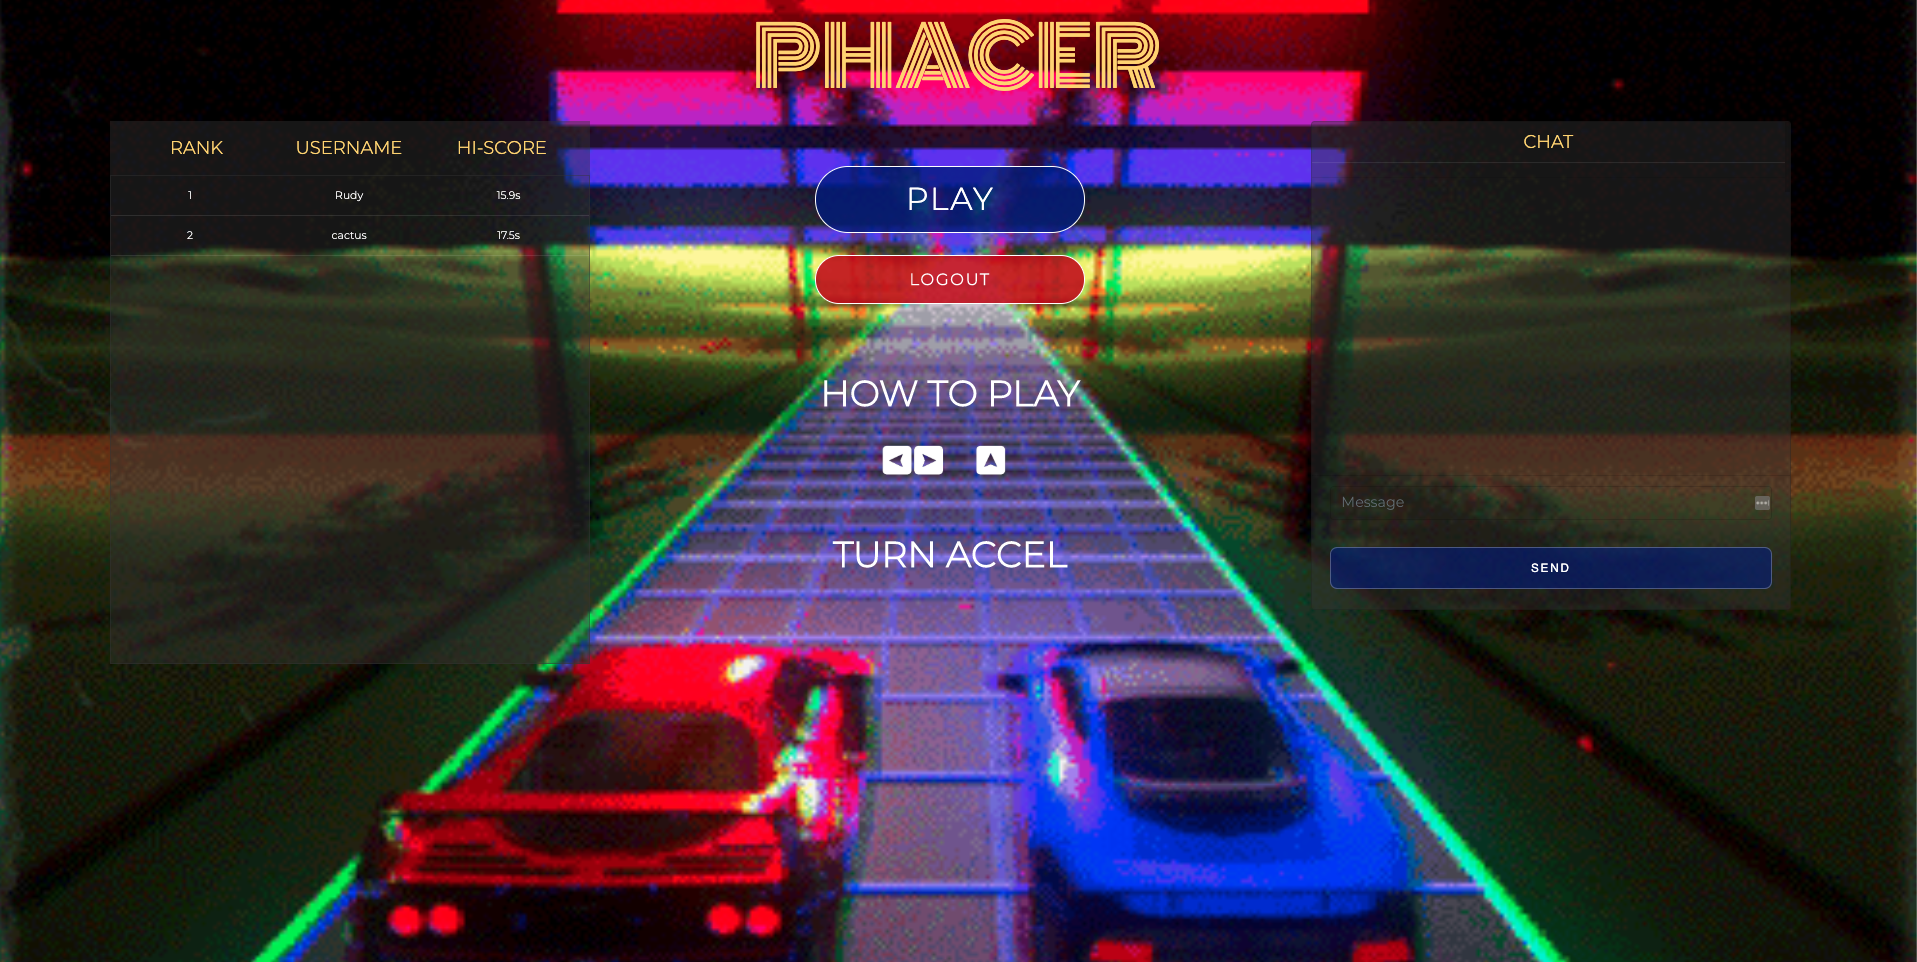 PHACER
RANK USERNAME HI-SCORE
1 Rudy 15.9s
2 cactus 17.5s
PLAY
LOGOUT
HOW TO PLAY
TURN ACCEL
CHAT
Message
SEND